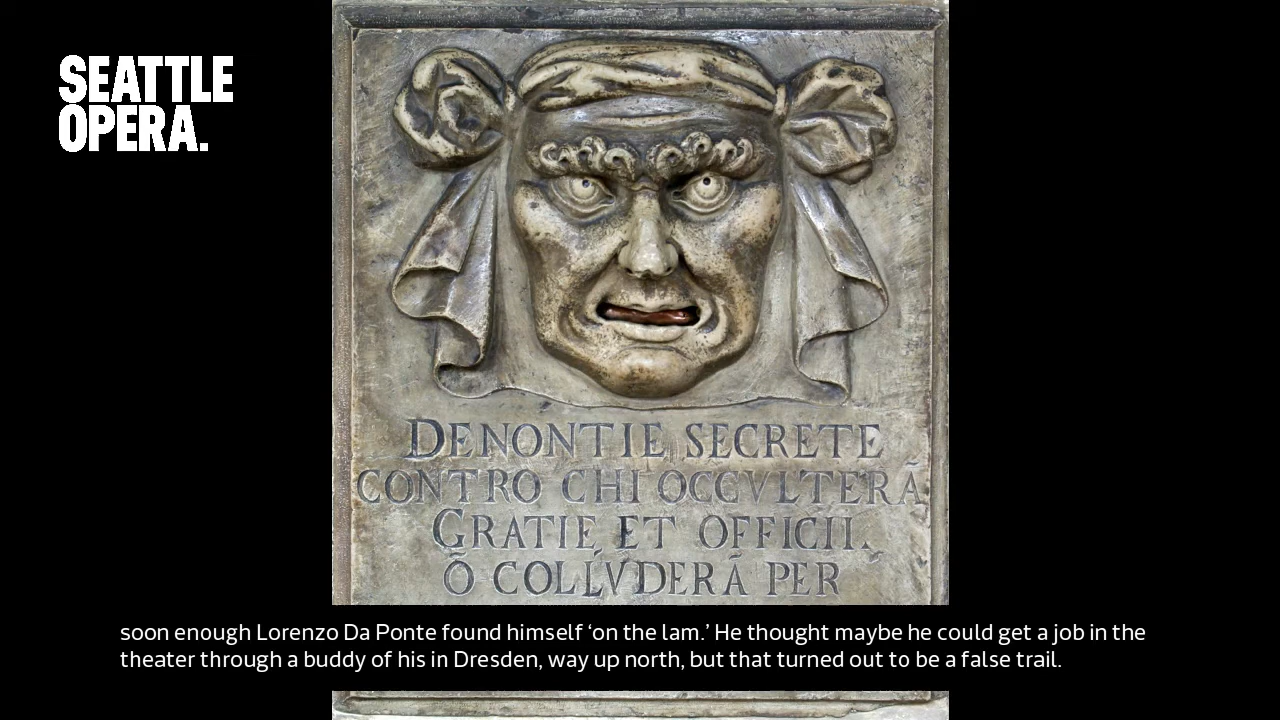 SEATTLE
OPERA.
DENONTIE SECRETE
CONTRO CHI OCCVLTERÃ
GRATIE ET OFFICII.
Õ COLLVDERÃ PER
soon enough Lorenzo Da Ponte found himself ‘on the lam.’ He thought maybe he could get a job in the
theater through a buddy of his in Dresden, way up north, but that turned out to be a false trail.